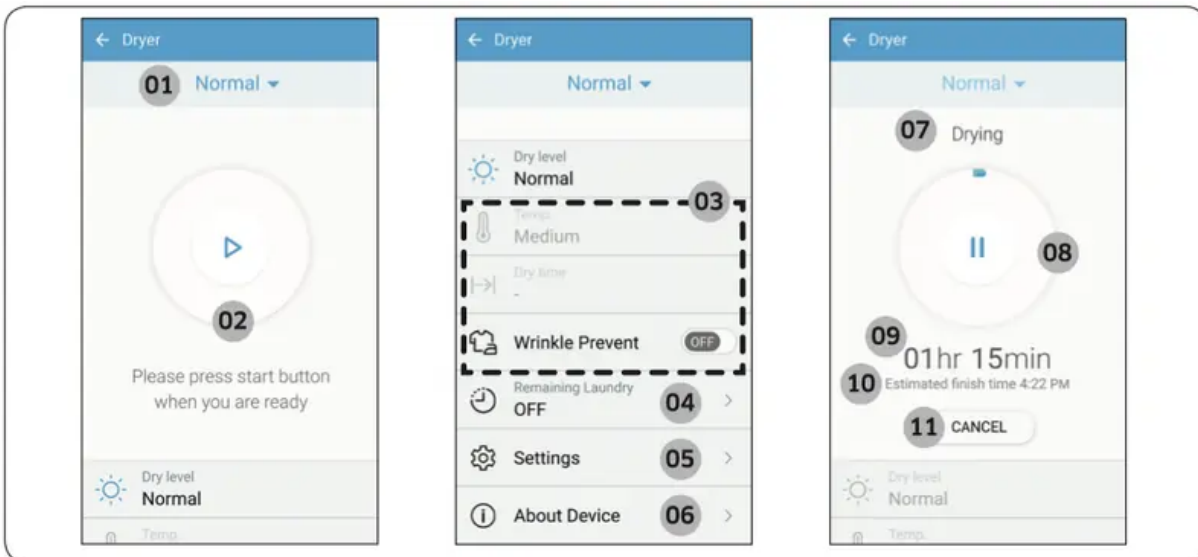 Dryer
01 Normal
02
Please press start button
when you are ready
Dry level
Normal
Temp.
Dryer
Normal
Dry level
Normal
03
Temp.
Medium
Dry time
-
Wrinkle Prevent OFF
Remaining Laundry
OFF
04
Settings 05
About Device 06
Dryer
Normal
07 Drying
08
09
01hr 15min
10 Estimated finish time 4:22 PM
11 CANCEL
Dry level
Normal
Temp.